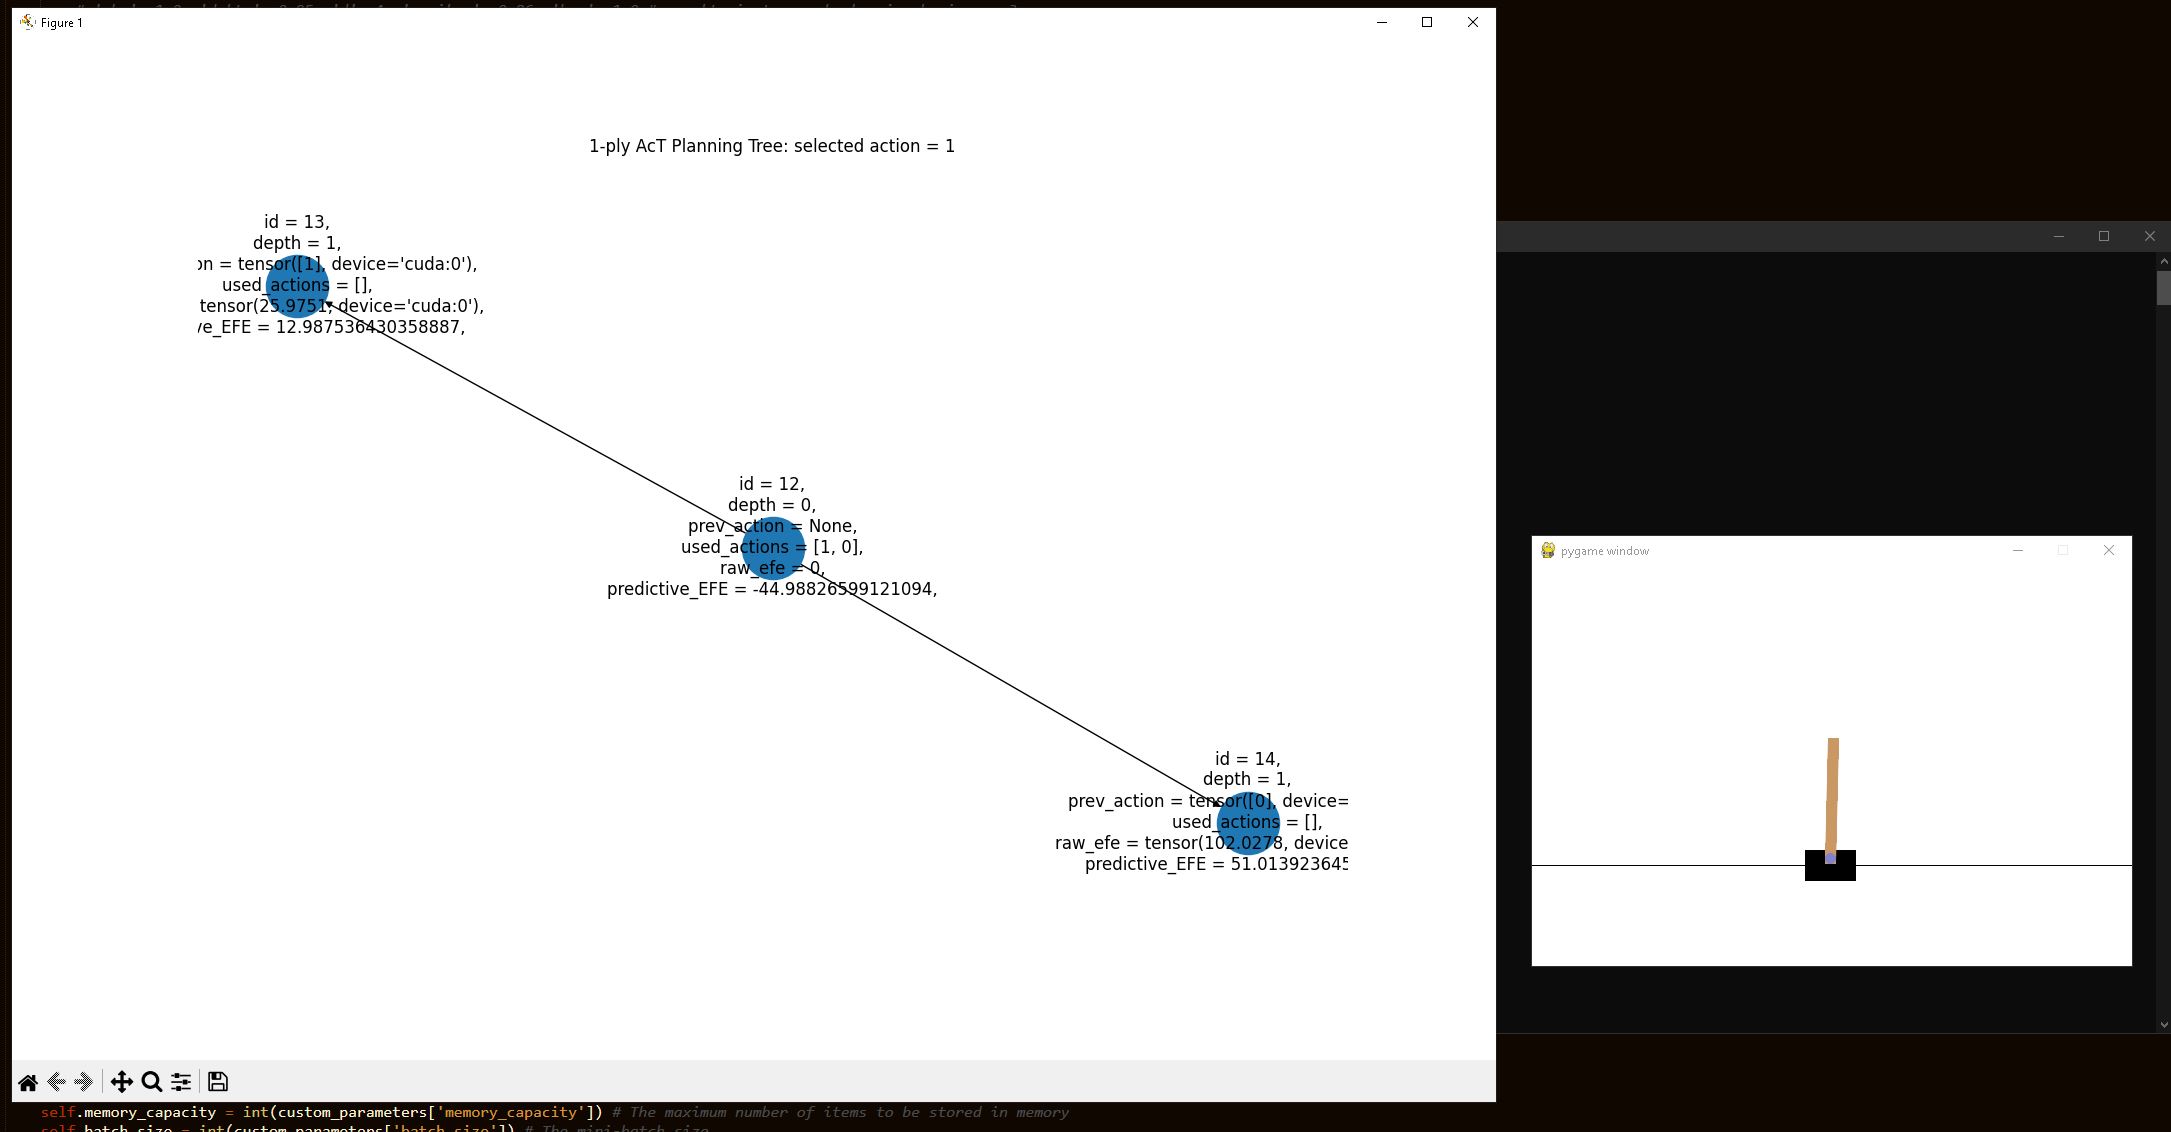 Figure 1
1-ply AcT Planning Tree: selected action = 1
id = 13,
depth = 1,
on = tensor([1], device='cuda:0'),
used_actions = [],
tensor(25.9751, device='cuda:0'),
ve_EFE = 12.987536430358887,
id = 12,
depth = 0,
prev_action = None,
used_actions = [1, 0],
raw_efe = 0,
predictive_EFE = -44.98826599121094,
id = 14,
depth = 1,
prev_action = tensor([0], device=
used_actions = [],
raw_efe = tensor(102.0278, device
predictive_EFE = 51.013923645
pygame window
self.memory_capacity = int(custom_parameters['memory_capacity']) # The maximum number of items to be stored in memory
self.batch_size = int(custom_parameters['batch_size']) # The mini-batch size